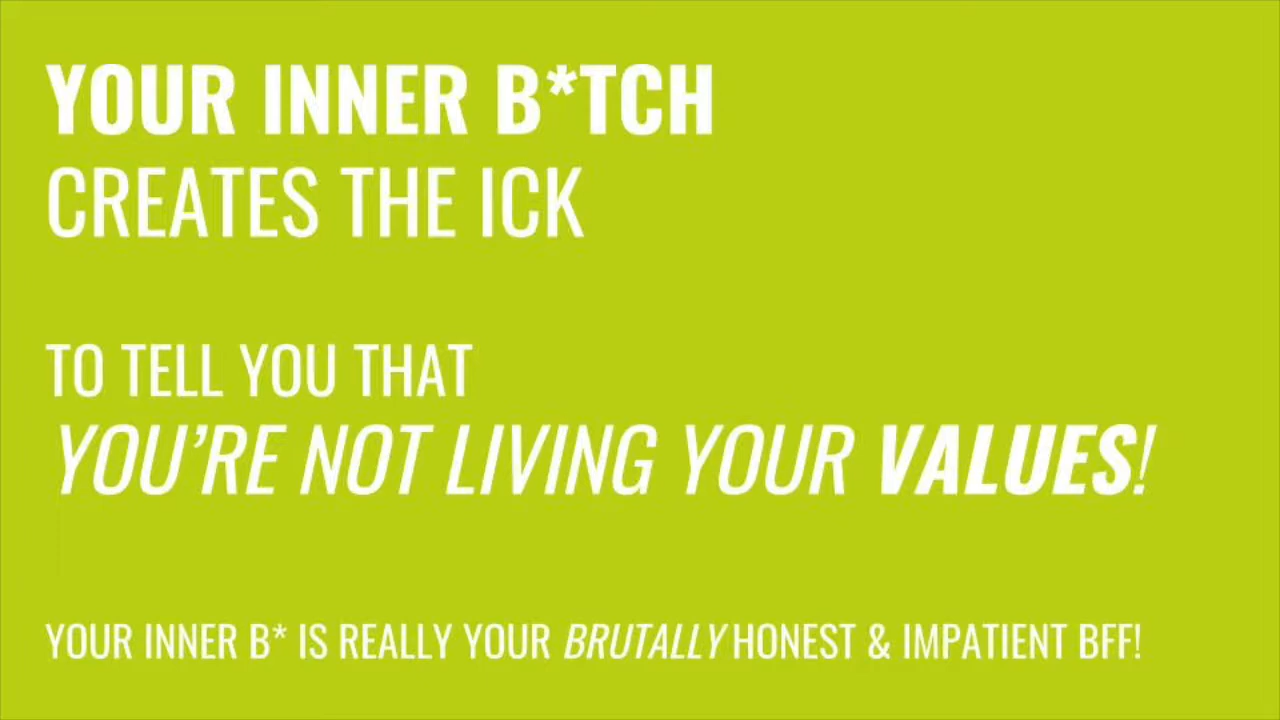 YOUR INNER B*TCH
CREATES THE ICK
TO TELL YOU THAT
YOU’RE NOT LIVING YOUR VALUES!
YOUR INNER B* IS REALLY YOUR BRUTALLY HONEST & IMPATIENT BFF!